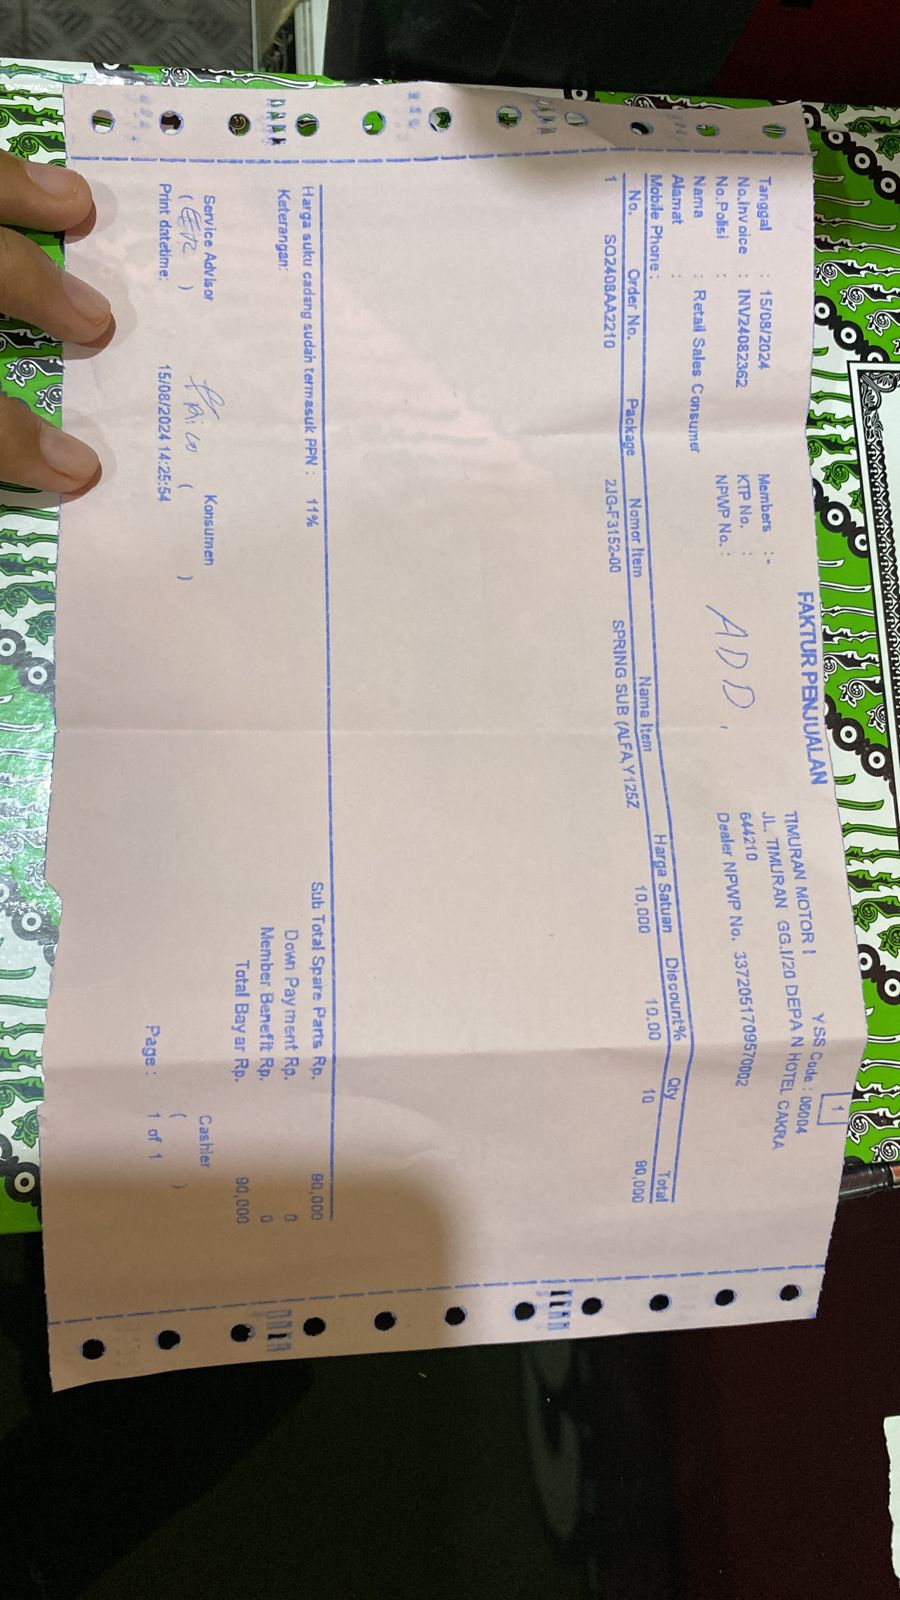 FAKTUR PENJUALAN
1
Tanggal : 15/08/2024
No.Invoice : INV24082362
No.Polisi :
Nama : Retail Sales Consumer
Alamat :
Mobile Phone :
Members : -
KTP No. :
NPWP No. :
ADD.
TIMURAN MOTOR I YSS Code : 06004
JL. TIMURAN GG.I/20 DEPA N HOTEL CAKRA
644210
Dealer NPWP No. 3372051709570002
No. Order No. Package Nomor Item Nama Item Harga Satuan Discount% Qty Total
1 SO2408AA2210 2JG-F3152-00 SPRING SUB (ALFA,Y125Z 10,000 10.00 10 90,000
Harga suku cadang sudah termasuk PPN : 11%
Keterangan:
Sub Total Spare Parts Rp. 90,000
Down Payment Rp. 0
Member Benefit Rp. 0
Total Bayar Rp. 90,000
Service Advisor Konsumen Cashier
( ) ( ) ( )
Print datetime: 15/08/2024 14:25:54 Page : 1 of 1